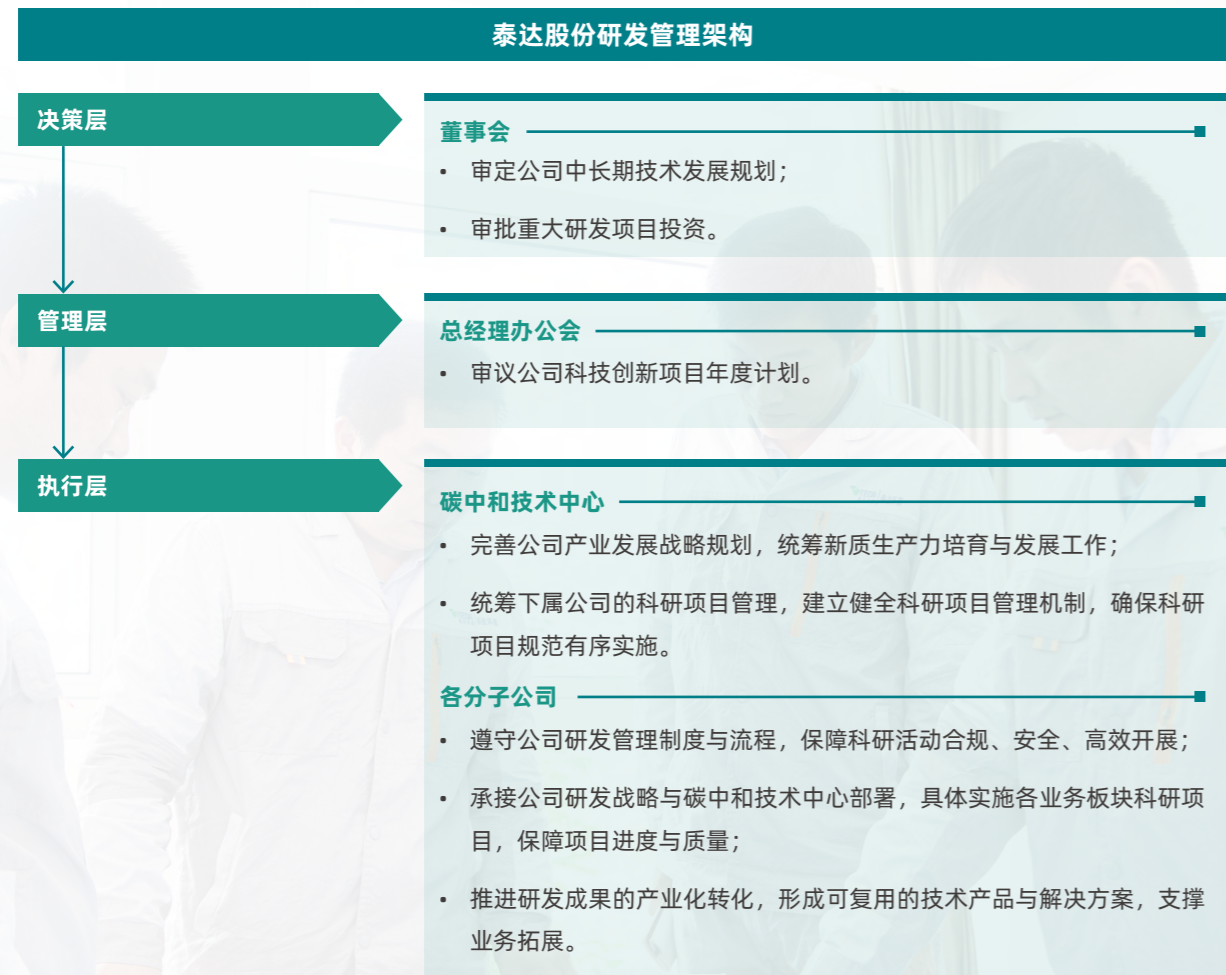 泰达股份研发管理架构
决策层
董事会
• 审定公司中长期技术发展规划；
• 审批重大研发项目投资。
管理层
总经理办公会
• 审议公司科技创新项目年度计划。
执行层
碳中和技术中心
• 完善公司产业发展战略规划，统筹新质生产力培育与发展工作；
• 统筹下属公司的科研项目管理，建立健全科研项目管理机制，确保科研
项目规范有序实施。
各分子公司
• 遵守公司研发管理制度与流程，保障科研活动合规、安全、高效开展；
• 承接公司研发战略与碳中和技术中心部署，具体实施各业务板块科研项
目，保障项目进度与质量；
• 推进研发成果的产业化转化，形成可复用的技术产品与解决方案，支撑
业务拓展。